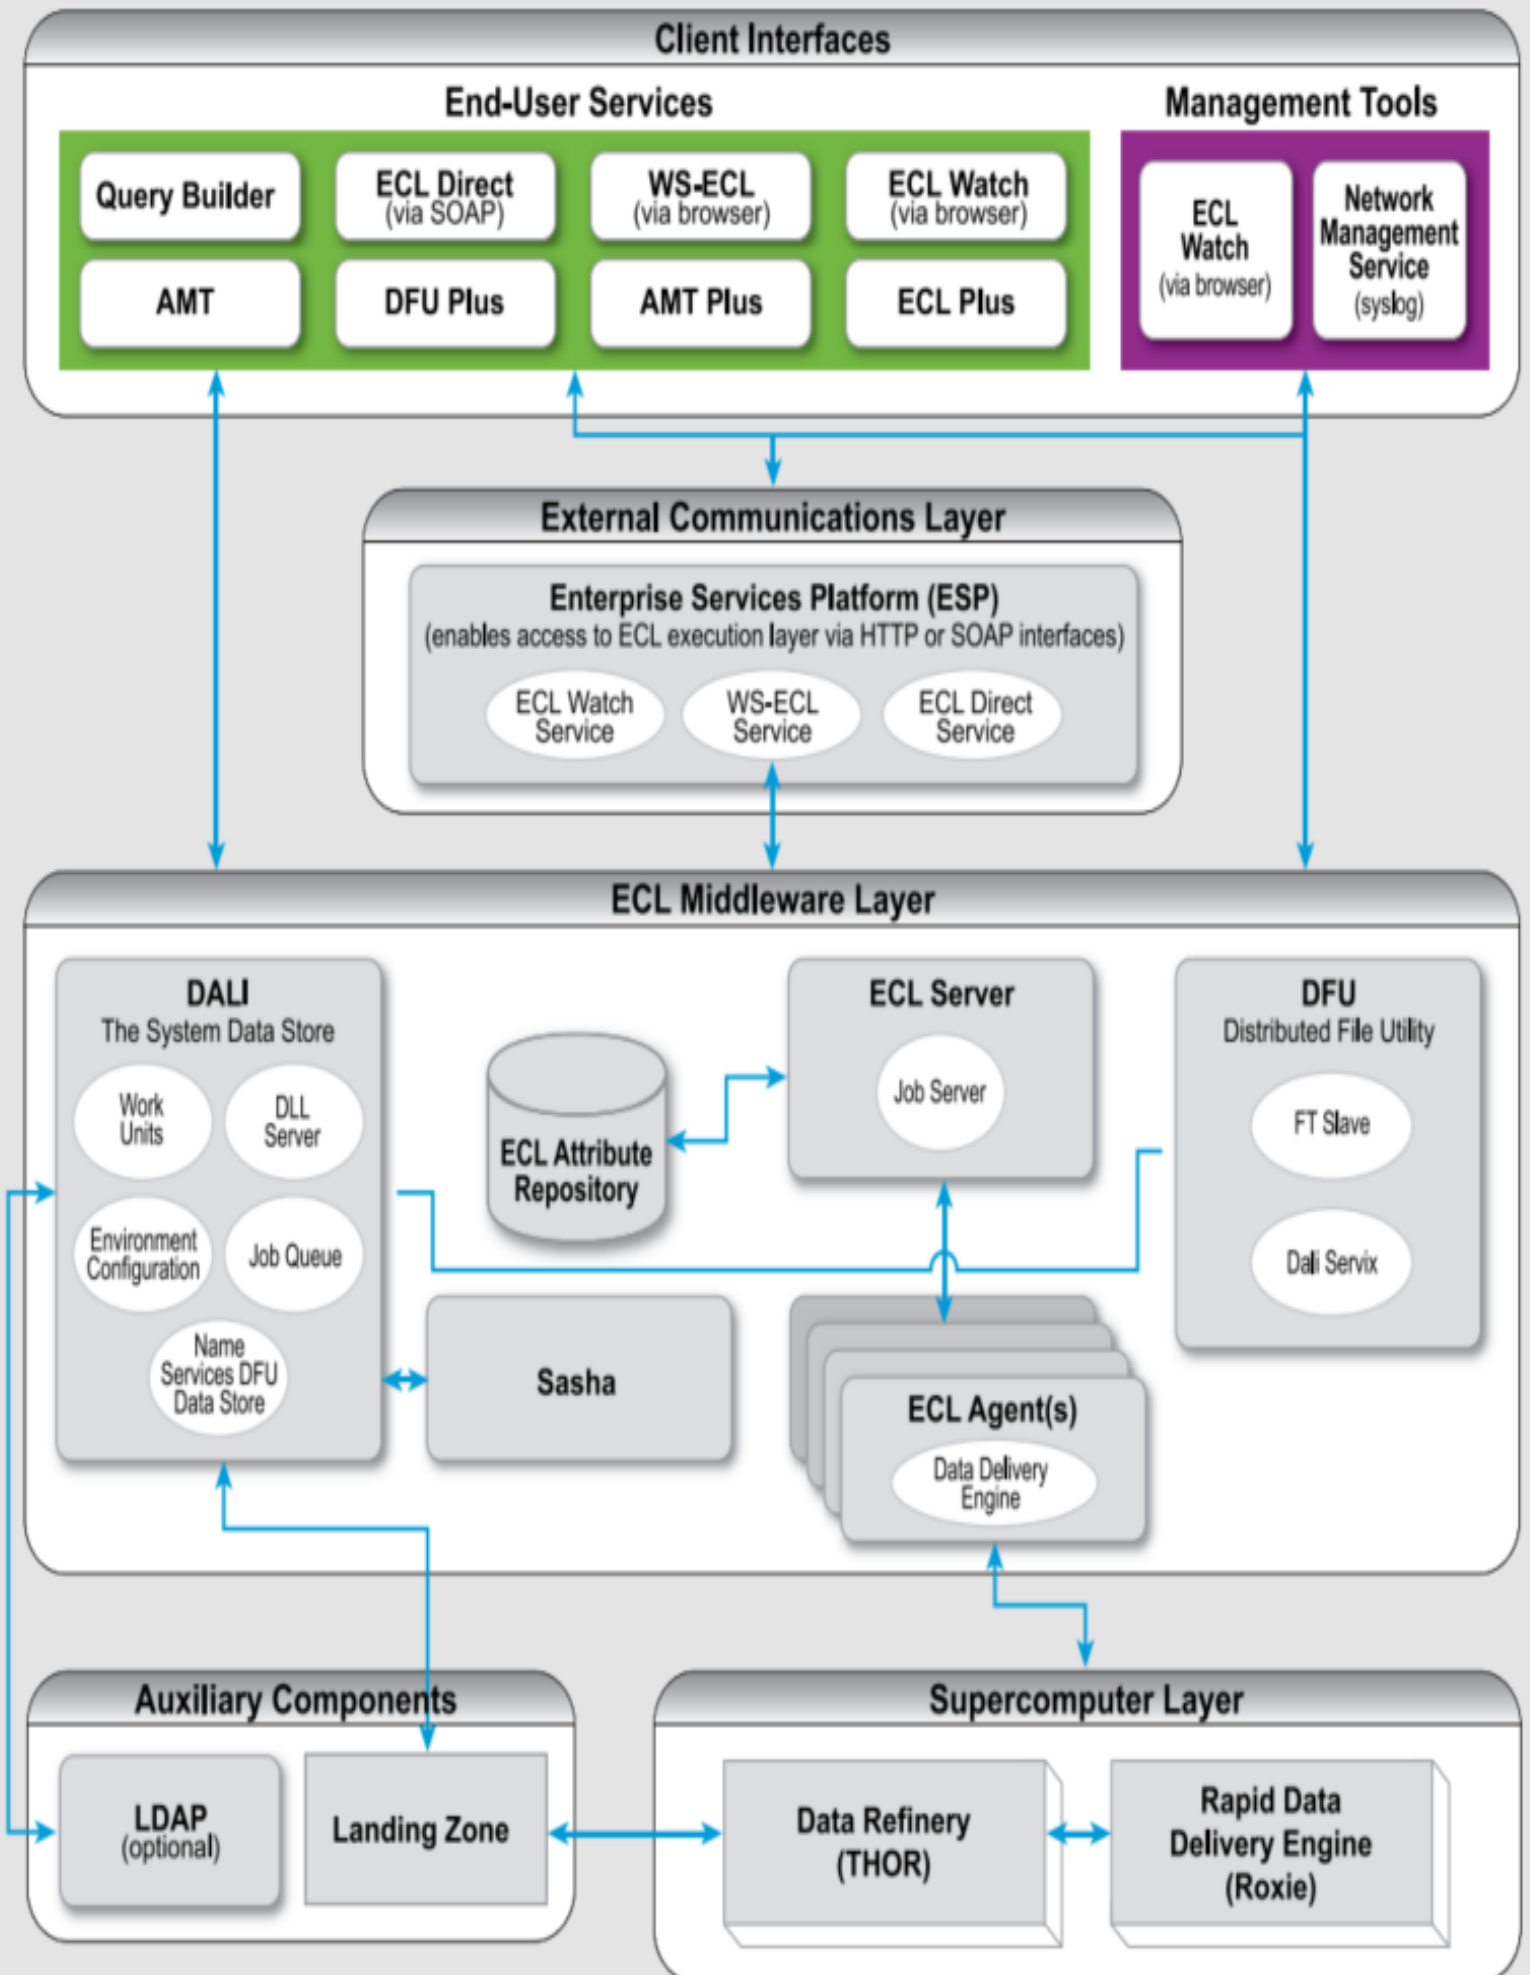 Client Interfaces
End-User Services
Management Tools
Query Builder
ECL Direct
(via SOAP)
WS-ECL
(via browser)
ECL Watch
(via browser)
AMT
DFU Plus
AMT Plus
ECL Plus
ECL
Watch
(via browser)
Network
Management
Service
(syslog)
External Communications Layer
Enterprise Services Platform (ESP)
(enables access to ECL execution layer via HTTP or SOAP interfaces)
ECL Watch
Service
WS-ECL
Service
ECL Direct
Service
ECL Middleware Layer
DALI
The System Data Store
Work
Units
DLL
Server
Environment
Configuration
Job Queue
Name
Services DFU
Data Store
ECL Attribute
Repository
Sasha
ECL Server
Job Server
ECL Agent(s)
Data Delivery
Engine
DFU
Distributed File Utility
FT Slave
Dali Servix
Auxiliary Components
LDAP
(optional)
Landing Zone
Supercomputer Layer
Data Refinery
(THOR)
Rapid Data
Delivery Engine
(Roxie)